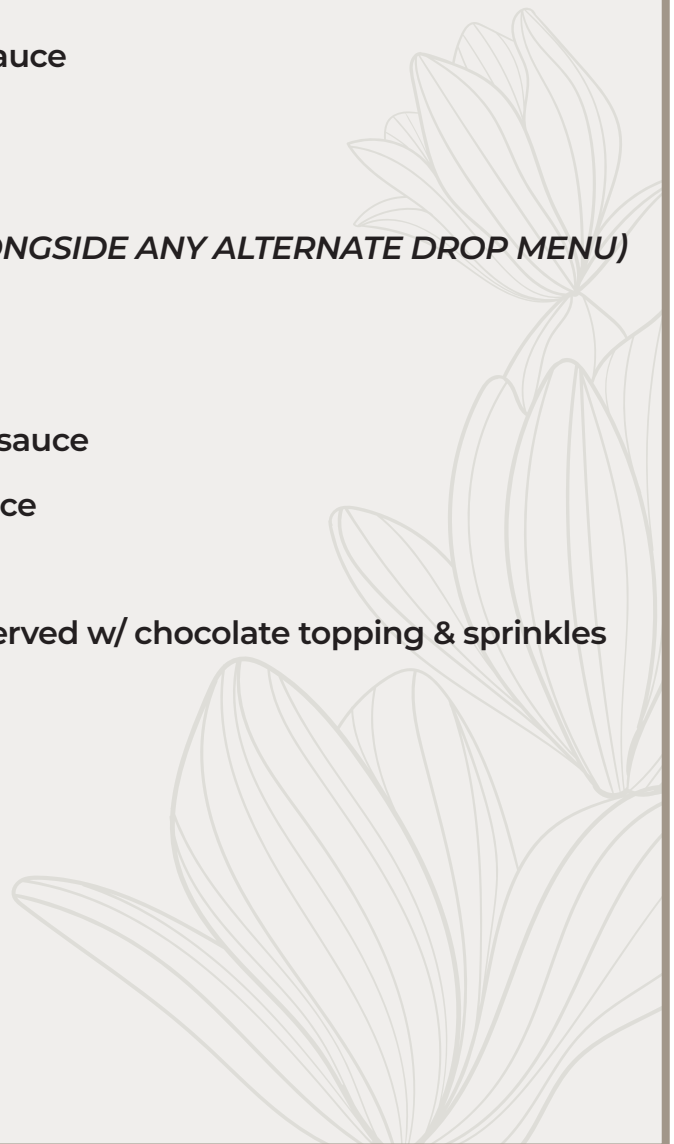 auce
ONGSIDE ANY ALTERNATE DROP MENU)
sauce
ce
erved w/ chocolate topping & sprinkles